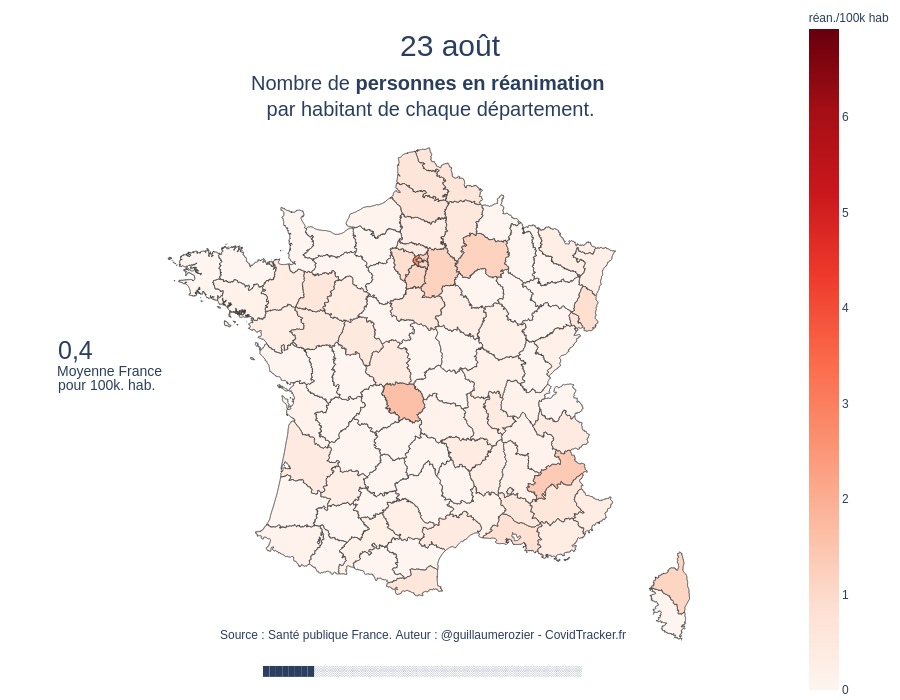 réan./100k hab
23 août
Nombre de personnes en réanimation
par habitant de chaque département.
6
5
4
3
2
1
0
0,4
Moyenne France
pour 100k. hab.
Source : Santé publique France. Auteur : @guillaumerozier - CovidTracker.fr